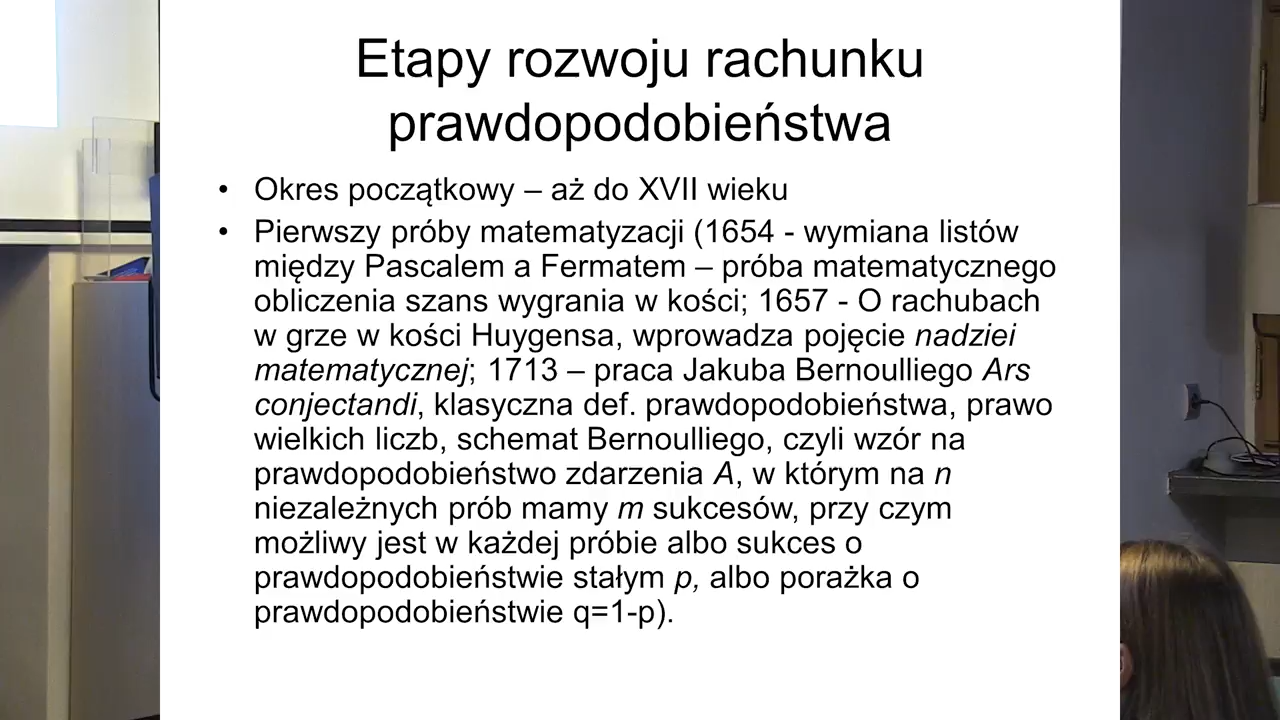 Etapy rozwoju rachunku
prawdopodobieństwa
• Okres początkowy – aż do XVII wieku
• Pierwszy próby matematyzacji (1654 - wymiana listów
między Pascalem a Fermatem – próba matematycznego
obliczenia szans wygrania w kości; 1657 - O rachubach
w grze w kości Huygensa, wprowadza pojęcie nadziei
matematycznej; 1713 – praca Jakuba Bernoulliego Ars
conjectandi, klasyczna def. prawdopodobieństwa, prawo
wielkich liczb, schemat Bernoulliego, czyli wzór na
prawdopodobieństwo zdarzenia A, w którym na n
niezależnych prób mamy m sukcesów, przy czym
możliwy jest w każdej próbie albo sukces o
prawdopodobieństwie stałym p, albo porażka o
prawdopodobieństwie q=1-p).